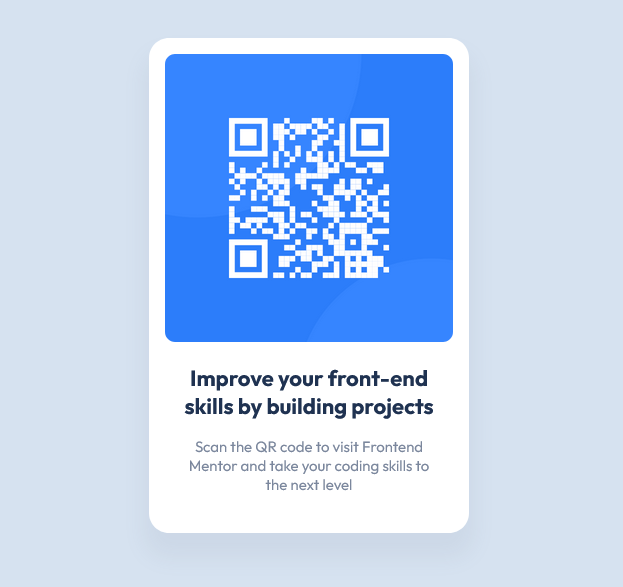 Improve your front-end
skills by building projects
Scan the QR code to visit Frontend
Mentor and take your coding skills to
the next level